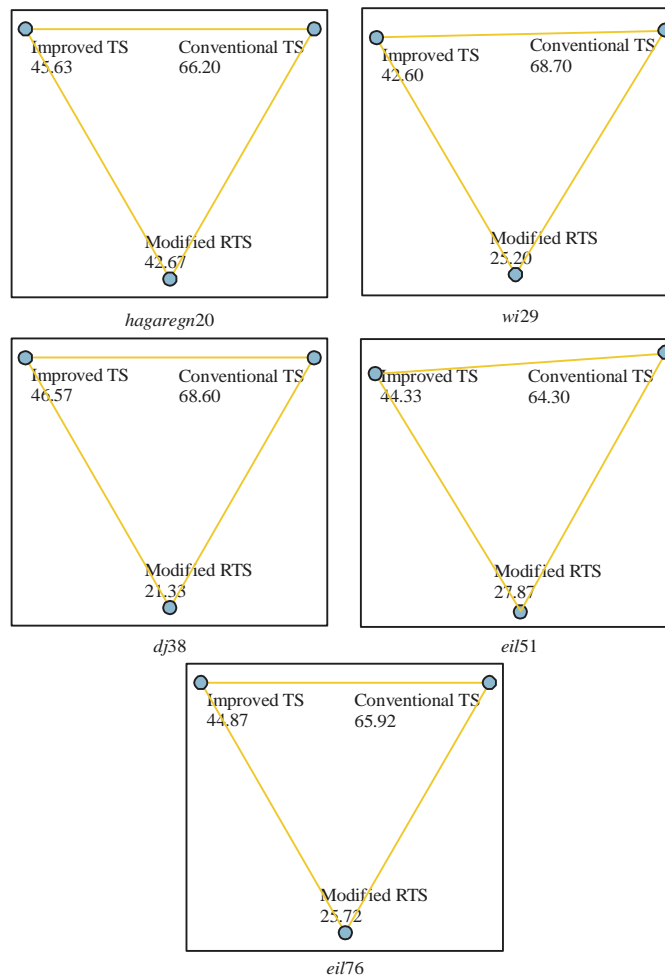 Improved TS
45.63
Conventional TS
66.20
Modified RTS
42.67
hagaregn20
Improved TS
42.60
Conventional TS
68.70
Modified RTS
25.20
wi29
Improved TS
46.57
Conventional TS
68.60
Modified RTS
21.33
dj38
Improved TS
44.33
Conventional TS
64.30
Modified RTS
27.87
eil51
Improved TS
44.87
Conventional TS
65.92
Modified RTS
25.72
eil76